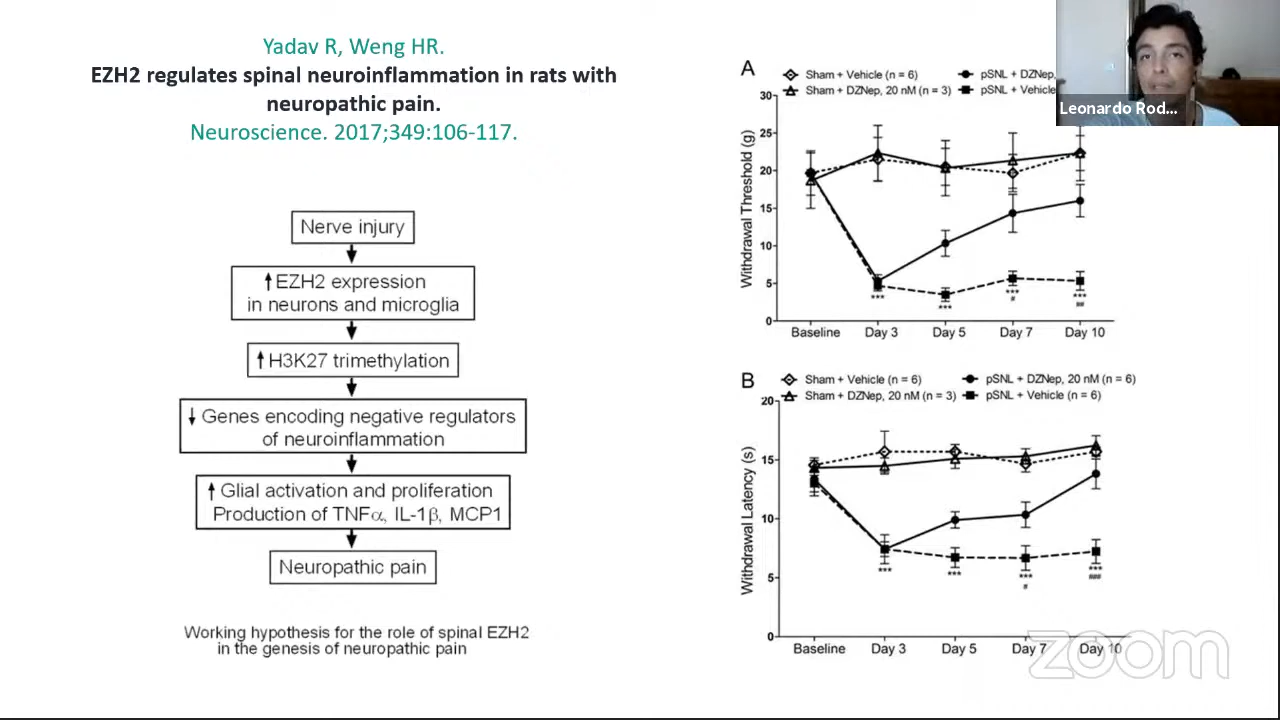 Yadav R, Weng HR.
EZH2 regulates spinal neuroinflammation in rats with
neuropathic pain.
Neuroscience. 2017;349:106-117.
Nerve injury
↑EZH2 expression
in neurons and microglia
↑H3K27 trimethylation
↓ Genes encoding negative regulators
of neuroinflammation
↑ Glial activation and proliferation
Production of TNFα, IL-1β, MCP1
Neuropathic pain
Working hypothesis for the role of spinal EZH2
in the genesis of neuropathic pain
A
Sham + Vehicle (n = 6)
pSNL + DZNep,
Sham + DZNep, 20 nM (n = 3)
pSNL + Vehicle
Withdrawal Threshold (g)
30
25
20
15
10
5
0
***
***
***
#
***
##
Baseline Day 3 Day 5 Day 7 Day 10
B
Sham + Vehicle (n = 6)
pSNL + DZNep, 20 nM (n = 6)
Sham + DZNep, 20 nM (n = 3)
pSNL + Vehicle (n = 6)
Withdrawal Latency (s)
20
15
10
5
0
***
***
***
#
***
###
Baseline Day 3 Day 5 Day 7 Day 10
Leonardo Rod...
zoom